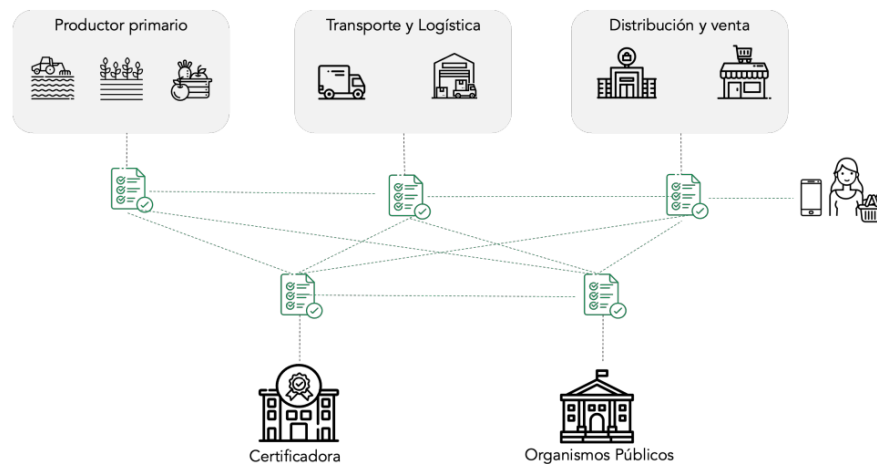 Productor primario
Transporte y Logística
Distribución y venta
Certificadora
Organismos Públicos